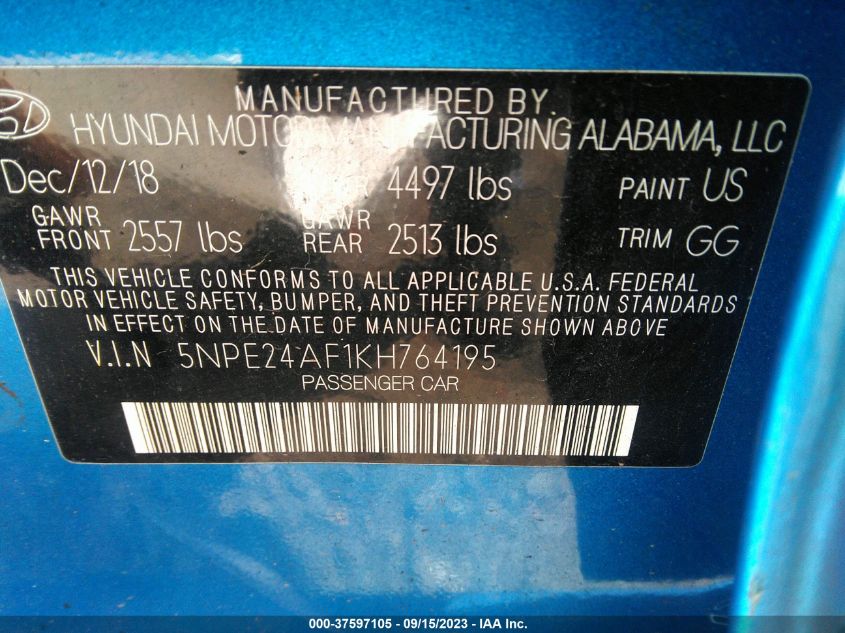 MANUFACTURED BY
HYUNDAI MOTOR MANUFACTURING ALABAMA, LLC
Dec/12/18 4497 lbs PAINT US
GAWR FRONT 2557 lbs GAWR REAR 2513 lbs TRIM GG
THIS VEHICLE CONFORMS TO ALL APPLICABLE U.S.A. FEDERAL
MOTOR VEHICLE SAFETY, BUMPER, AND THEFT PREVENTION STANDARDS
IN EFFECT ON THE DATE OF MANUFACTURE SHOWN ABOVE
V.I.N 5NPE24AF1KH764195
PASSENGER CAR
000-37597105 - 09/15/2023 - IAA Inc.